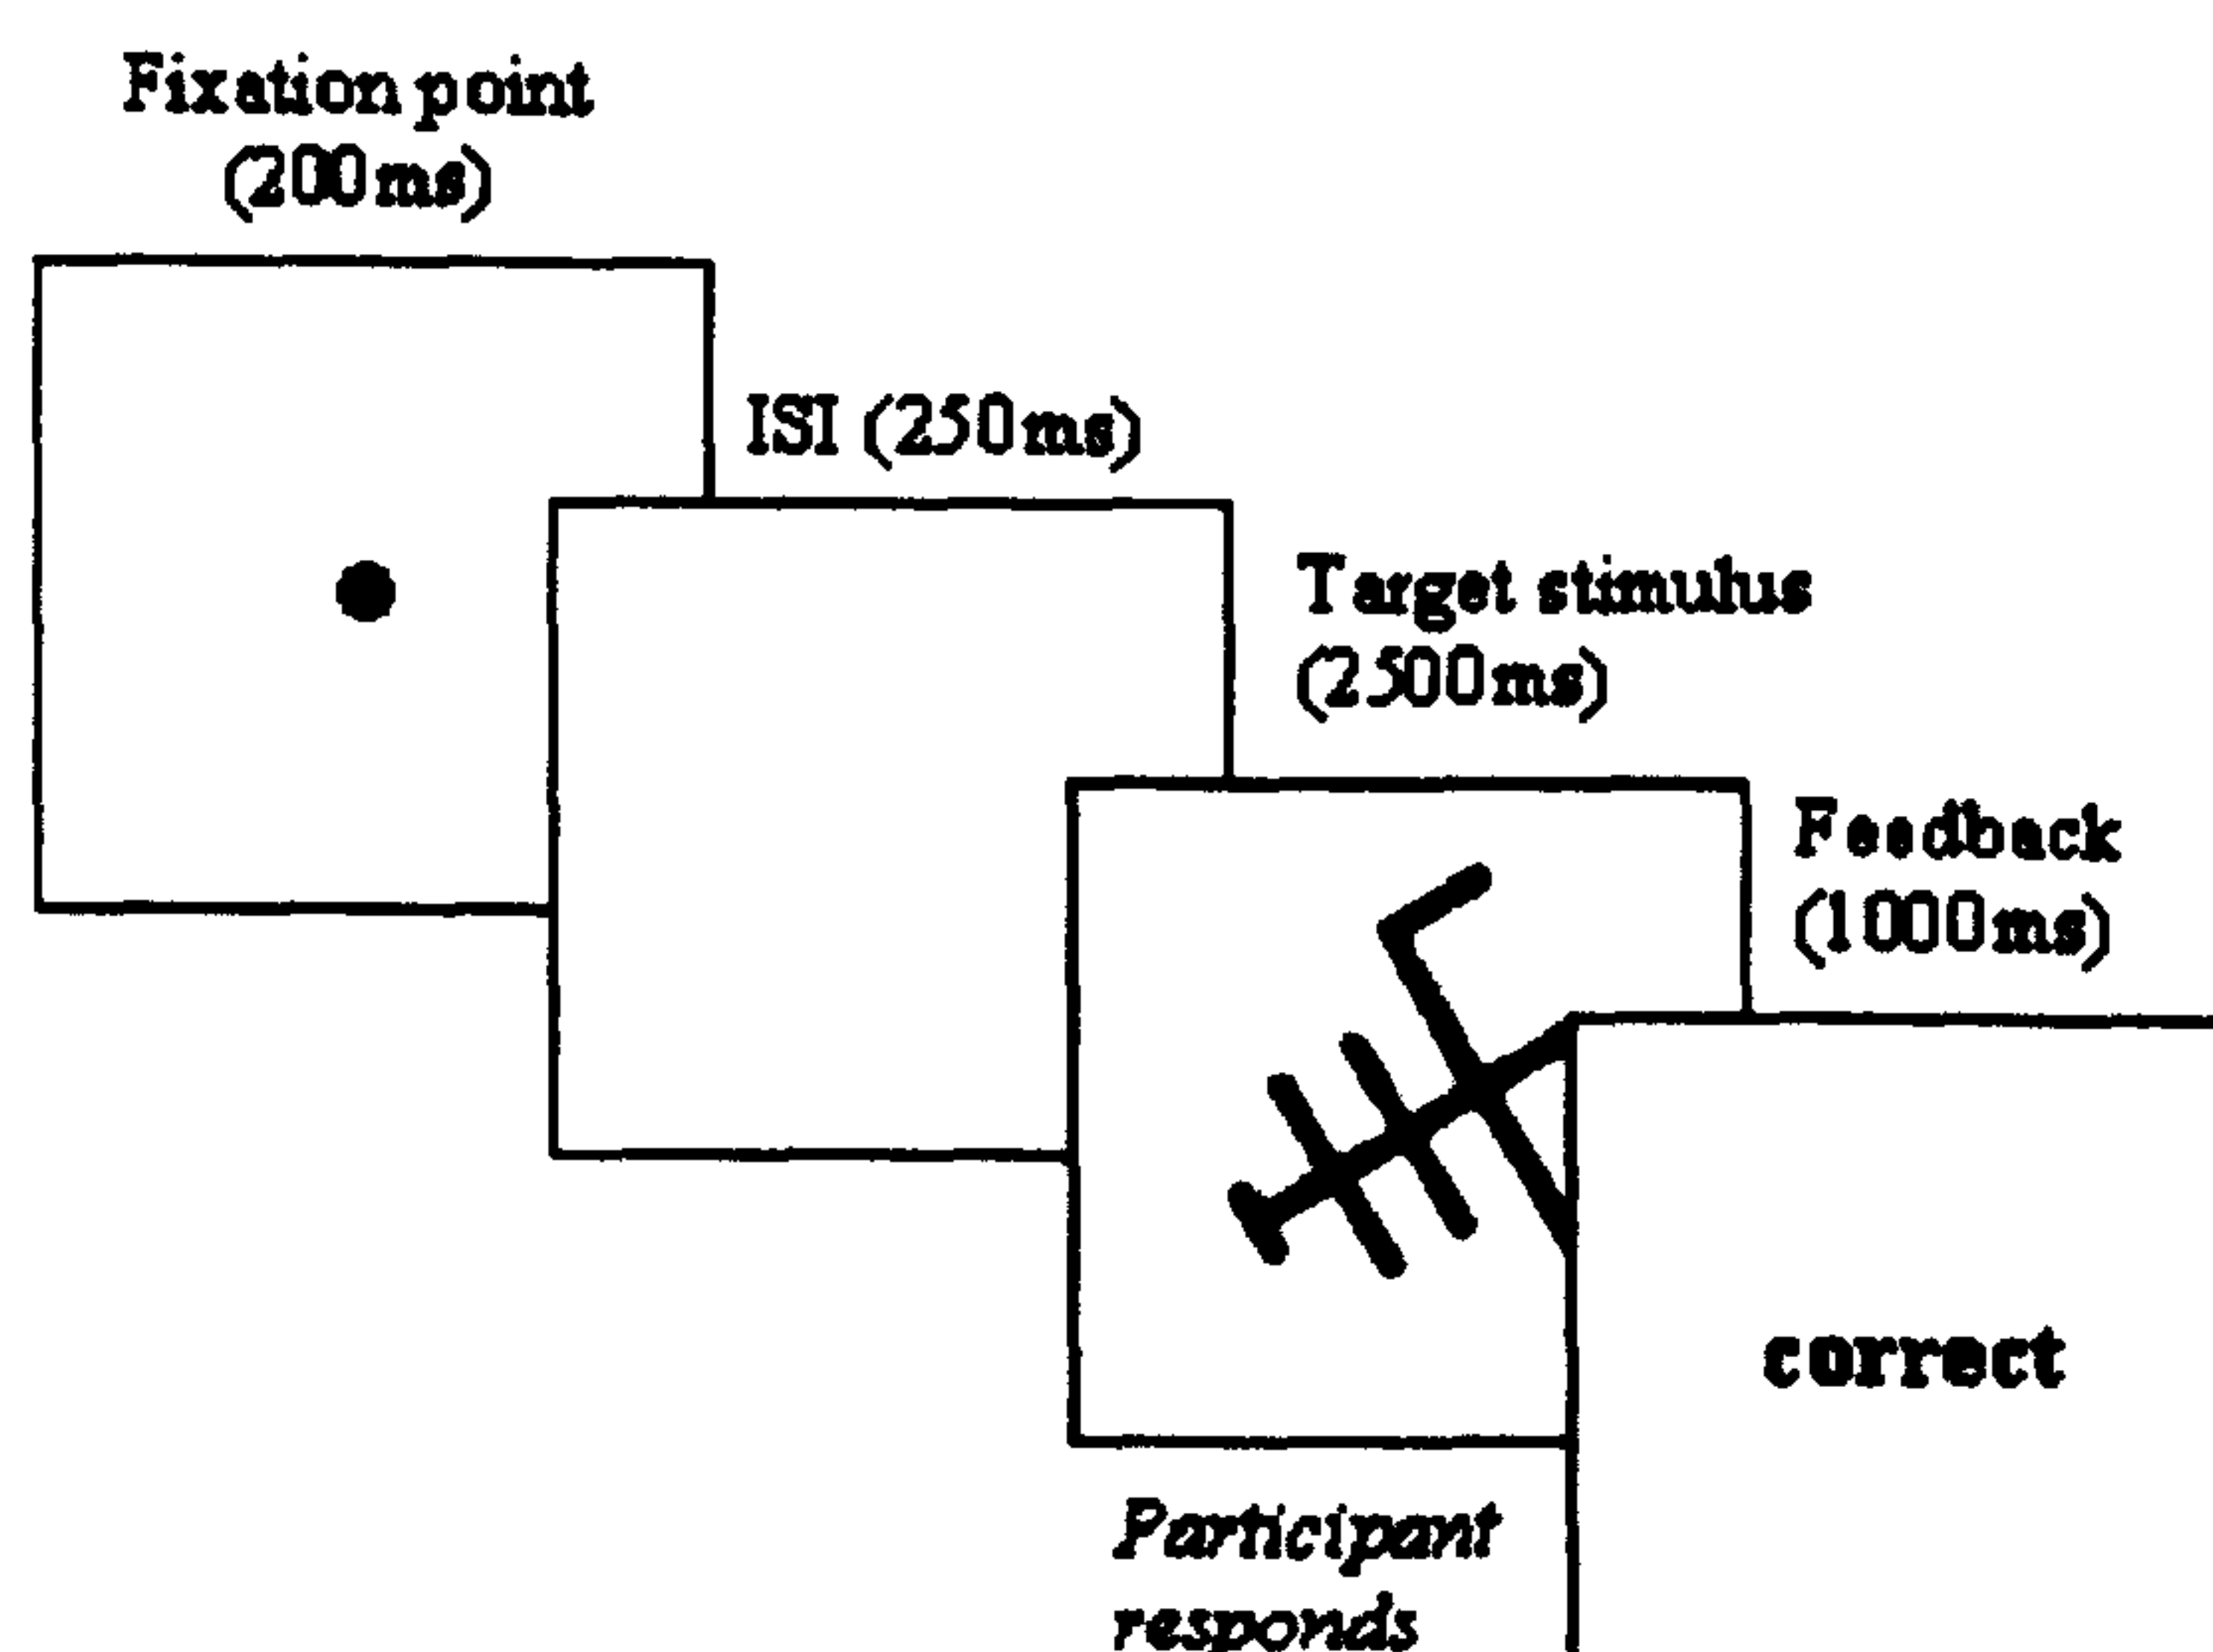 Fixation point
(200ms)
ISI (250ms)
Target stimulus
(2500ms)
Feedback
(1000ms)
correct
Participant
responds